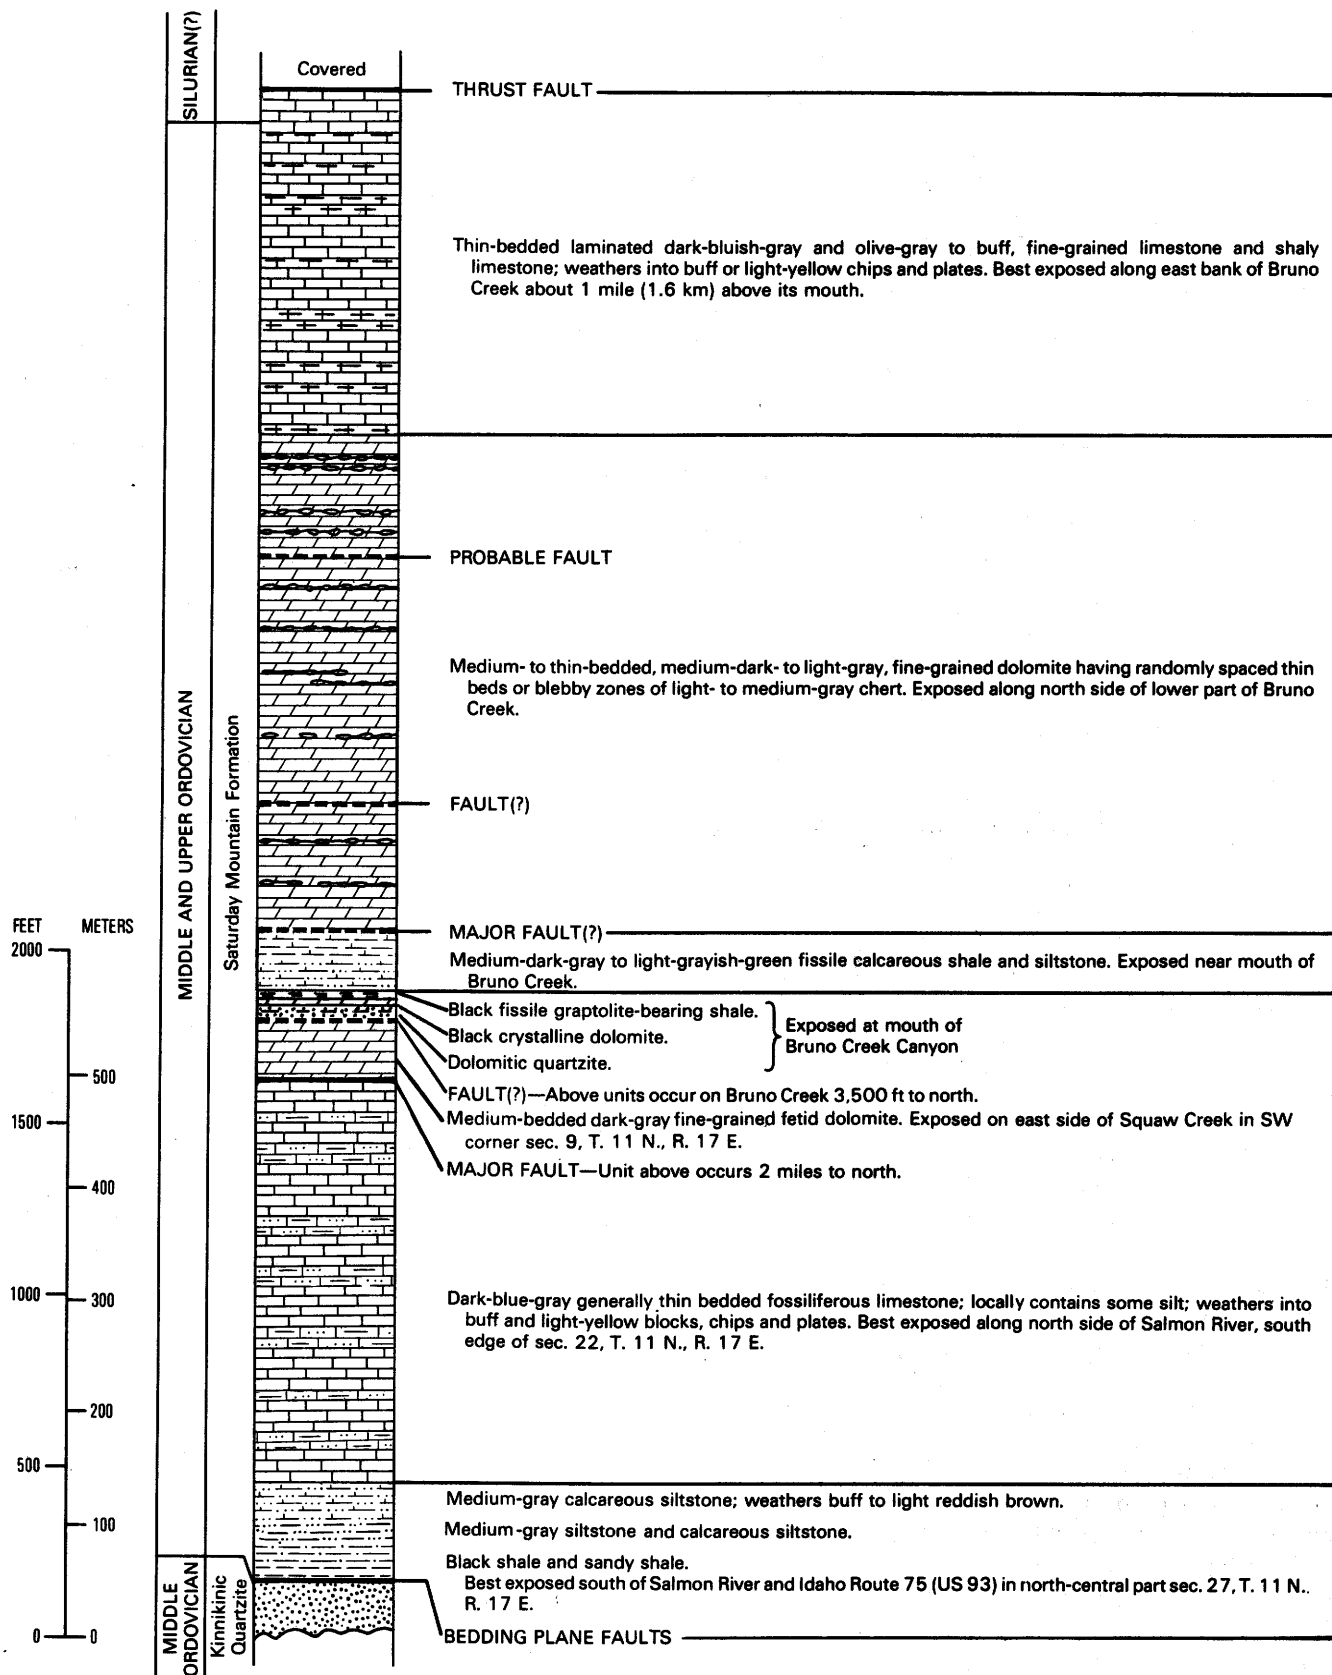 SILURIAN(?)
Covered
THRUST FAULT
Thin-bedded laminated dark-bluish-gray and olive-gray to buff, fine-grained limestone and shaly
limestone; weathers into buff or light-yellow chips and plates. Best exposed along east bank of Bruno
Creek about 1 mile (1.6 km) above its mouth.
PROBABLE FAULT
Medium- to thin-bedded, medium-dark- to light-gray, fine-grained dolomite having randomly spaced thin
beds or blebby zones of light- to medium-gray chert. Exposed along north side of lower part of Bruno
Creek.
MIDDLE AND UPPER ORDOVICIAN
Saturday Mountain Formation
FAULT(?)
FEET METERS
MAJOR FAULT(?)
2000
Medium-dark-gray to light-grayish-green fissile calcareous shale and siltstone. Exposed near mouth of
Bruno Creek.
Black fissile graptolite-bearing shale.
Black crystalline dolomite.
Dolomitic quartzite.
Exposed at mouth of
Bruno Creek Canyon
500
FAULT(?)—Above units occur on Bruno Creek 3,500 ft to north.
1500
Medium-bedded dark-gray fine-grained fetid dolomite. Exposed on east side of Squaw Creek in SW
corner sec. 9, T. 11 N., R. 17 E.
MAJOR FAULT—Unit above occurs 2 miles to north.
400
1000
300
Dark-blue-gray generally thin bedded fossiliferous limestone; locally contains some silt; weathers into
buff and light-yellow blocks, chips and plates. Best exposed along north side of Salmon River, south
edge of sec. 22, T. 11 N., R. 17 E.
200
500
Medium-gray calcareous siltstone; weathers buff to light reddish brown.
100
Medium-gray siltstone and calcareous siltstone.
Black shale and sandy shale.
Best exposed south of Salmon River and Idaho Route 75 (US 93) in north-central part sec. 27, T. 11 N..
R. 17 E.
MIDDLE
ORDOVICIAN
Kinnikinic
Quartzite
0
0
BEDDING PLANE FAULTS